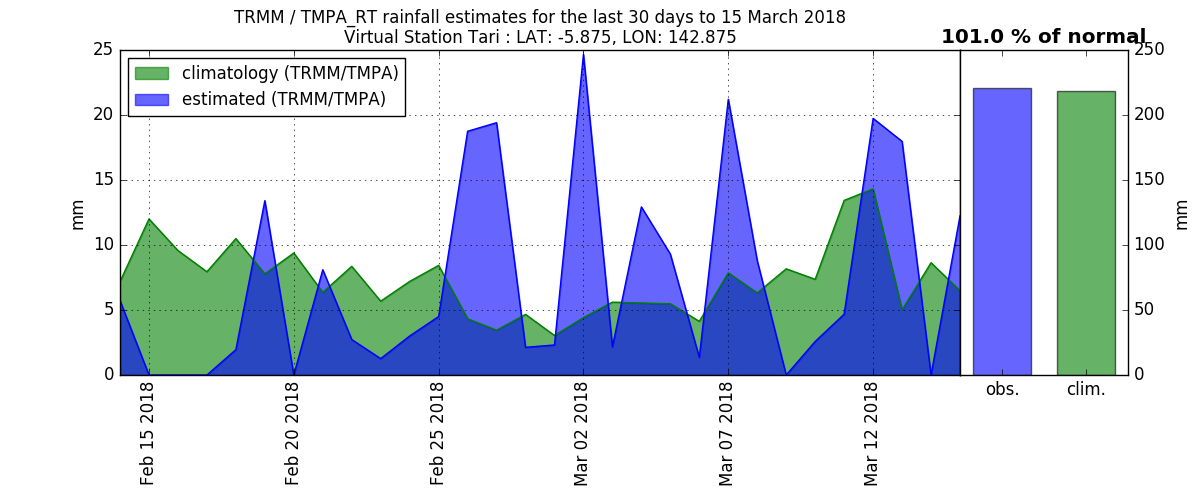 TRMM / TMPA_RT rainfall estimates for the last 30 days to 15 March 2018
Virtual Station Tari : LAT: -5.875, LON: 142.875
101.0 % of normal
climatology (TRMM/TMPA)
estimated (TRMM/TMPA)
25
20
15
10
5
0
mm
Feb 15 2018
Feb 20 2018
Feb 25 2018
Mar 02 2018
Mar 07 2018
Mar 12 2018
250
200
150
100
50
0
mm
obs.
clim.